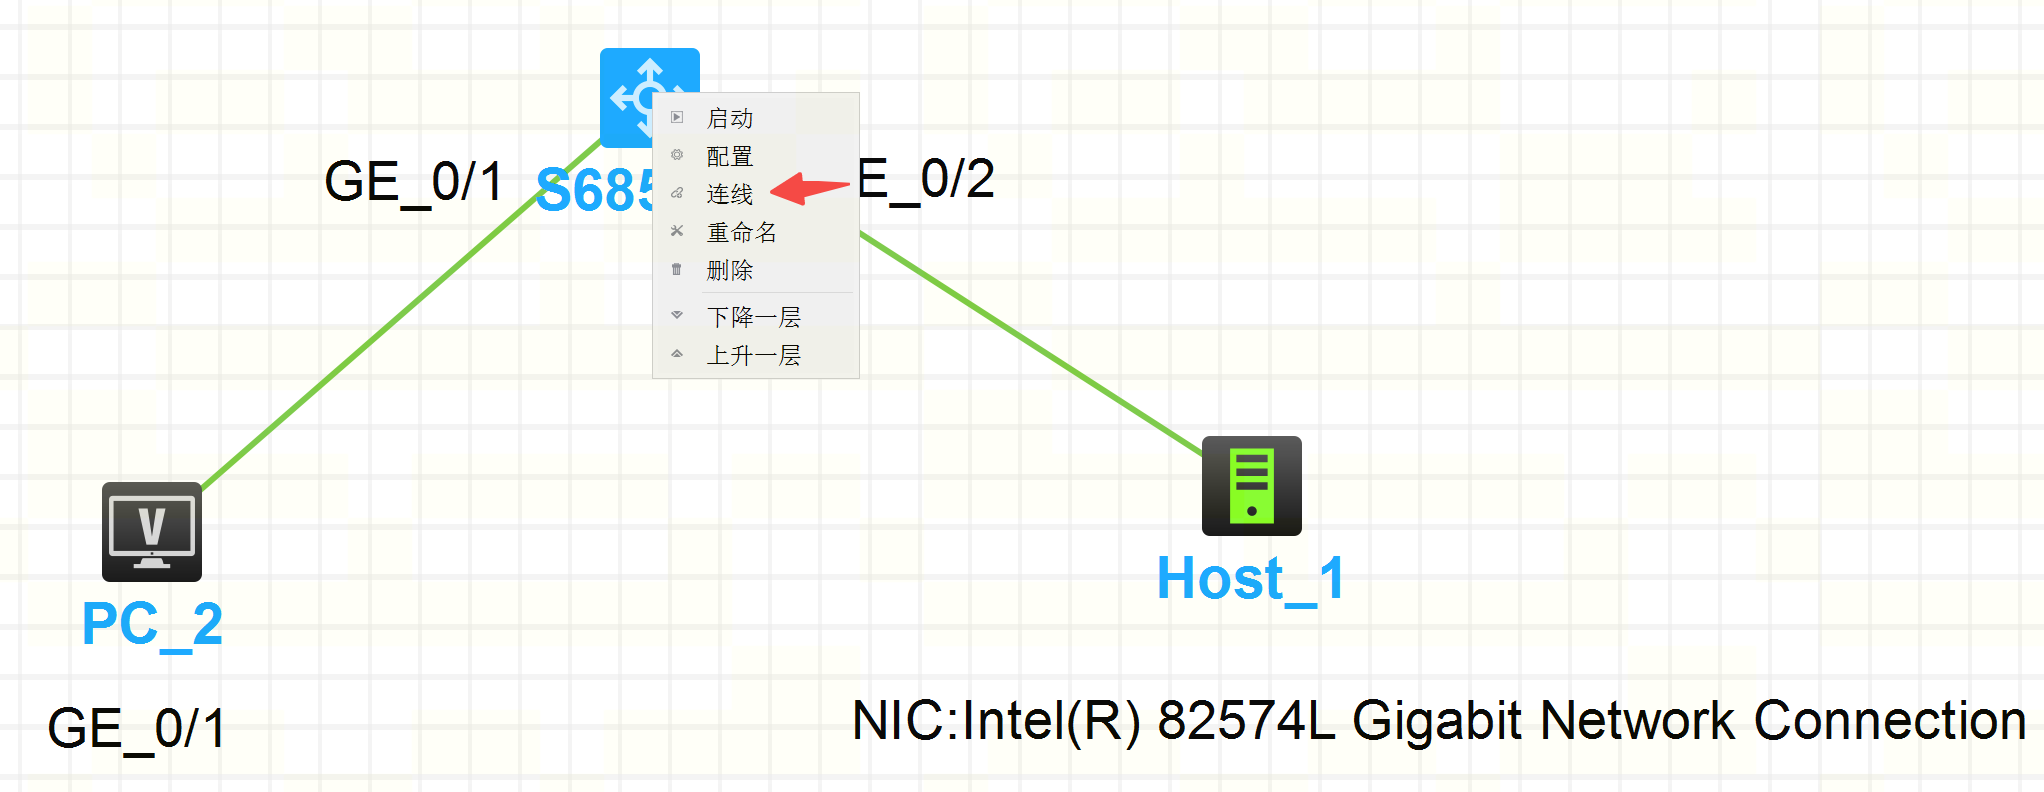 启动
配置
GE_0/1
S685
连线
E_0/2
重命名
删除
下降一层
上升一层
Host_1
PC_2
GE_0/1
NIC:Intel(R) 82574L Gigabit Network Connection